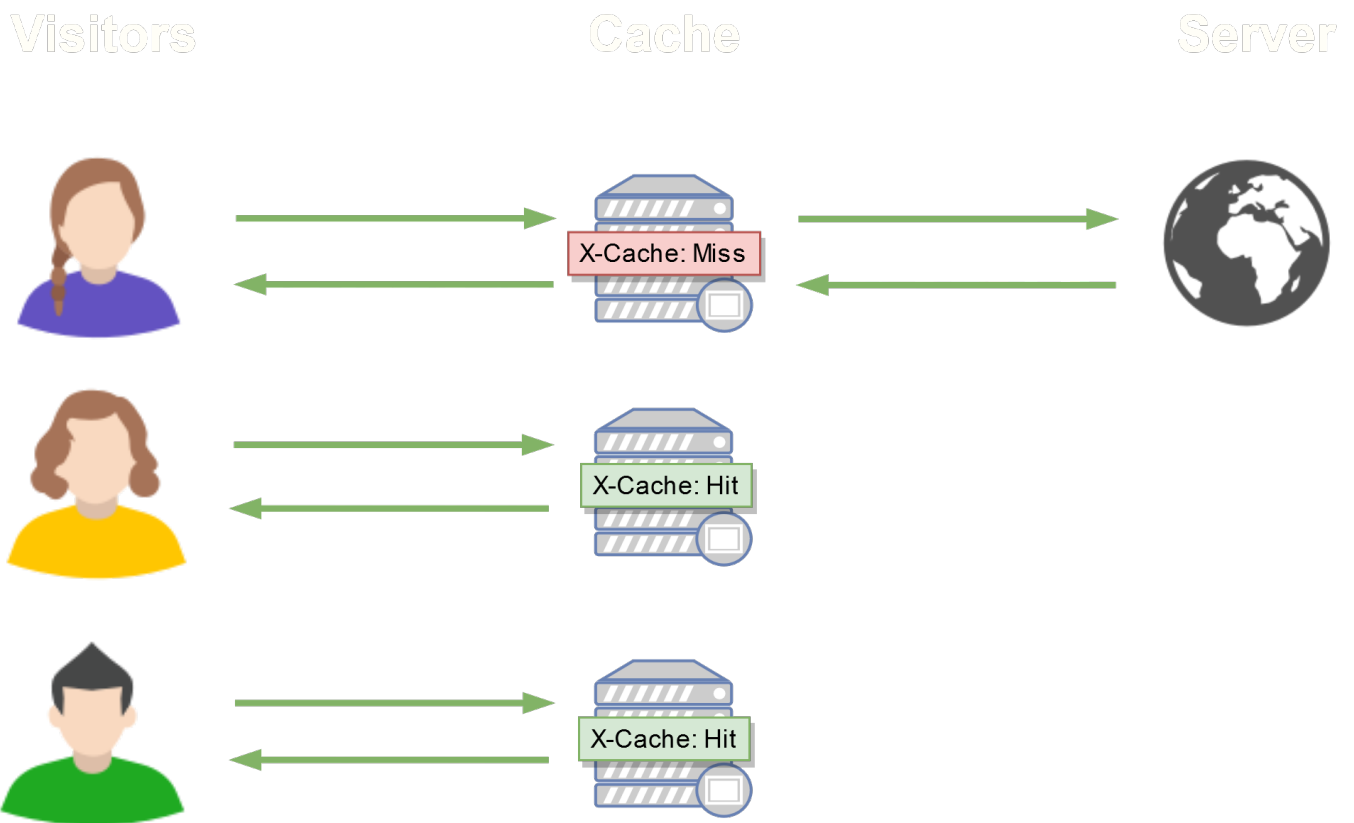 Visitors
Cache
Server
X-Cache: Miss
X-Cache: Hit
X-Cache: Hit